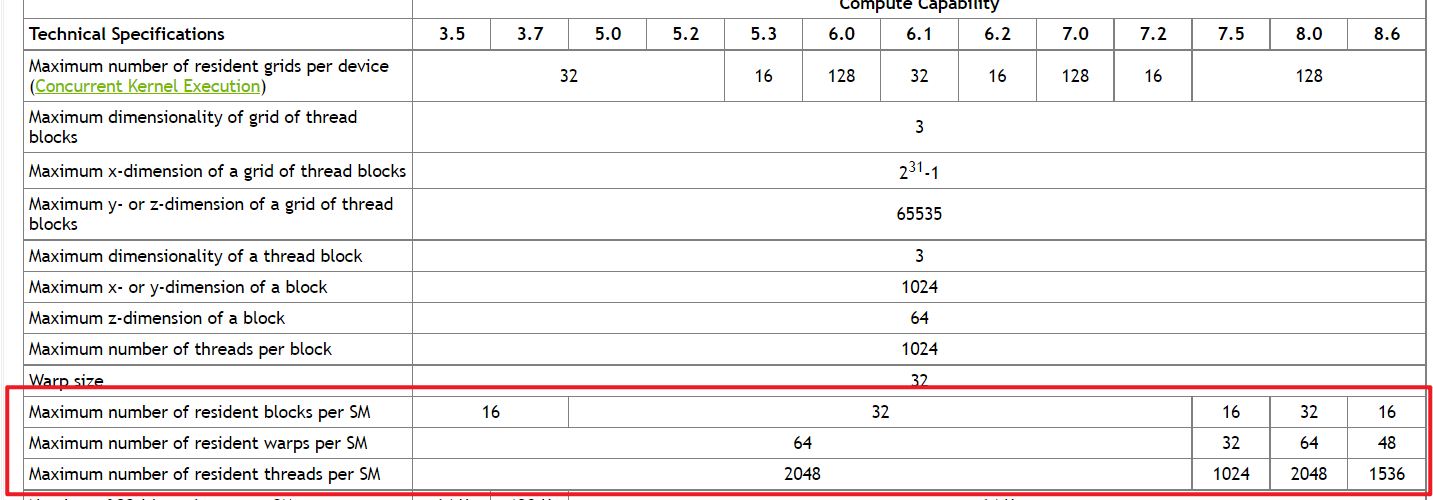 Compute Capability
Technical Specifications 3.5 3.7 5.0 5.2 5.3 6.0 6.1 6.2 7.0 7.2 7.5 8.0 8.6
Maximum number of resident grids per device
(Concurrent Kernel Execution) 32 16 128 32 16 128 16 128
Maximum dimensionality of grid of thread
blocks 3
Maximum x-dimension of a grid of thread blocks 2³¹-1
Maximum y- or z-dimension of a grid of thread
blocks 65535
Maximum dimensionality of a thread block 3
Maximum x- or y-dimension of a block 1024
Maximum z-dimension of a block 64
Maximum number of threads per block 1024
Warp size 32
Maximum number of resident blocks per SM 16 32 16 32 16
Maximum number of resident warps per SM 64 32 64 48
Maximum number of resident threads per SM 2048 1024 2048 1536